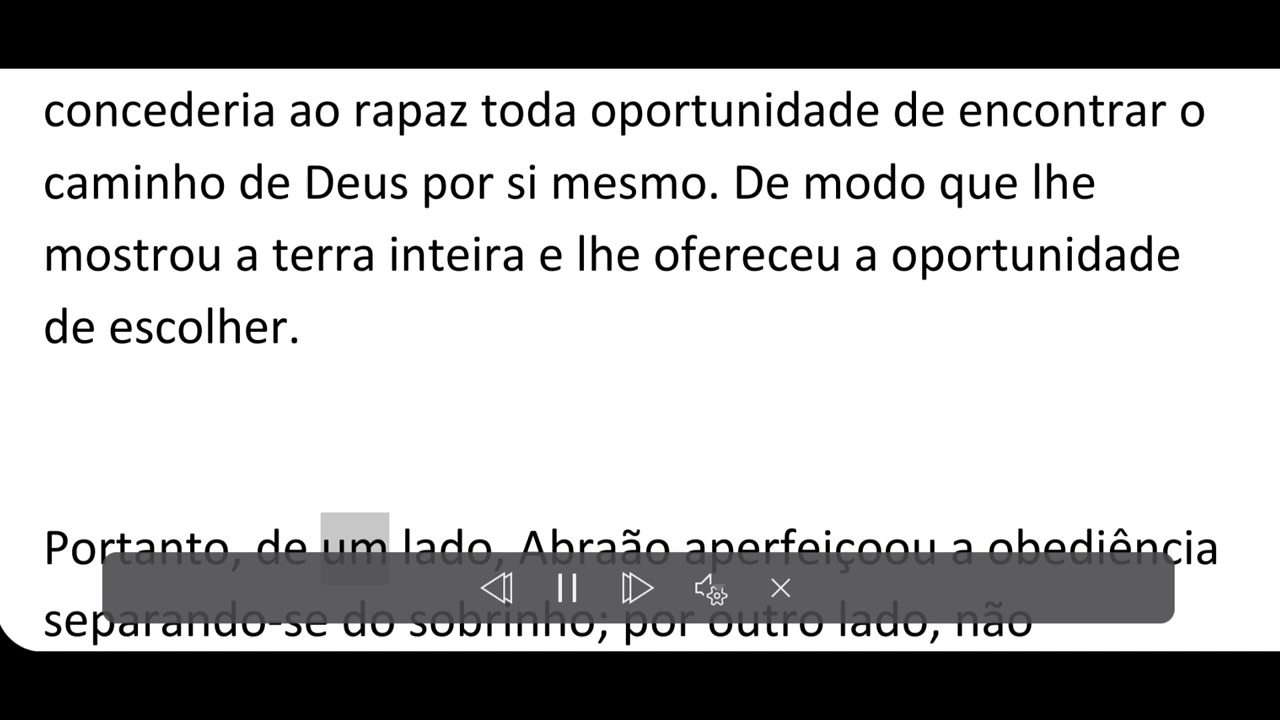 concederia ao rapaz toda oportunidade de encontrar o
caminho de Deus por si mesmo. De modo que lhe
mostrou a terra inteira e lhe ofereceu a oportunidade
de escolher.
Portanto, de um lado, Abraão aperfeiçoou a obediência
separando-se do sobrinho; por outro lado, não